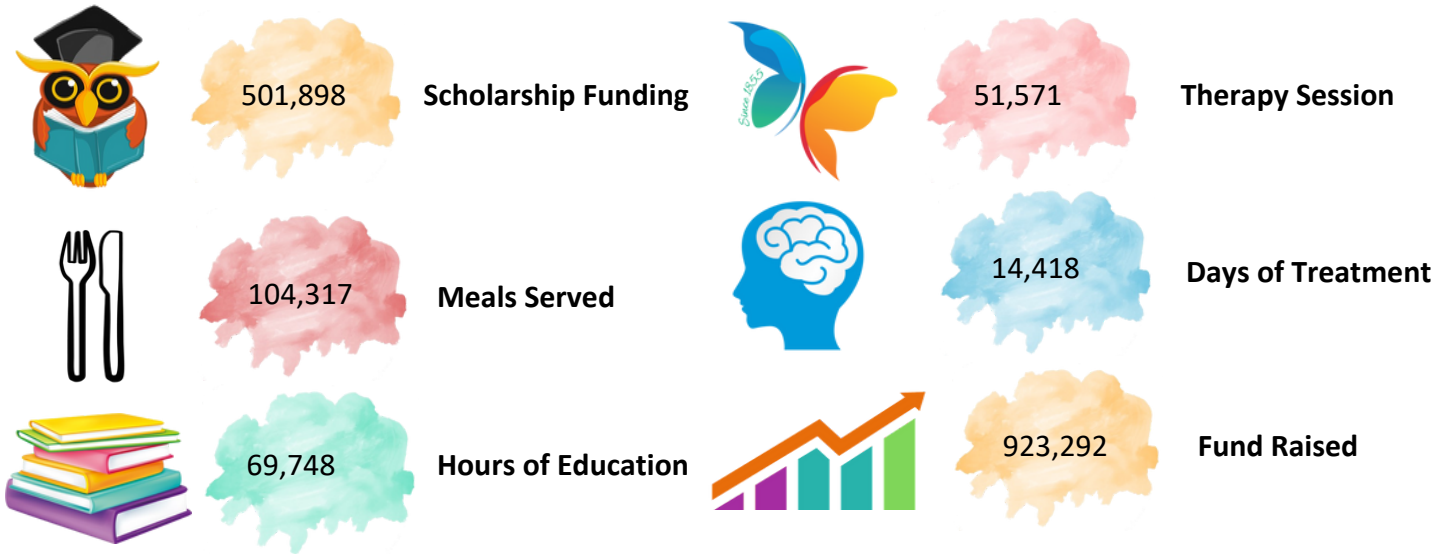 501,898
Scholarship Funding
Since 1855
51,571
Therapy Session
104,317
Meals Served
14,418
Days of Treatment
69,748
Hours of Education
923,292
Fund Raised